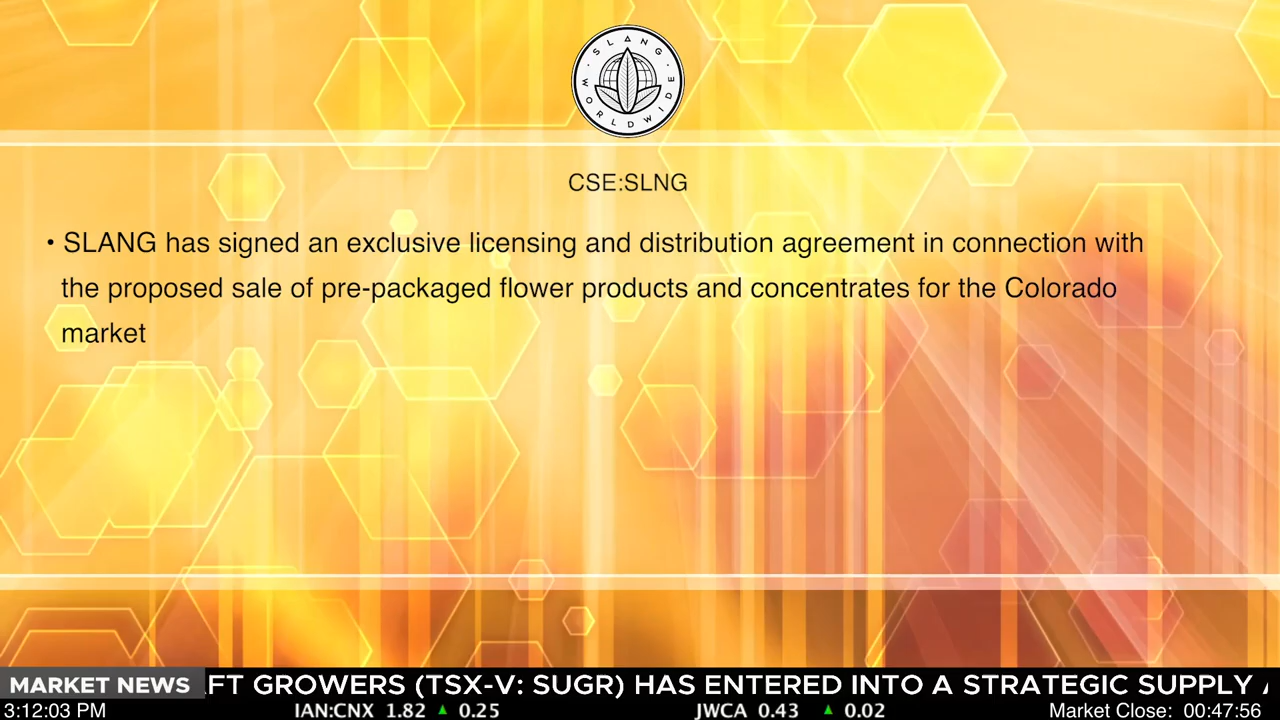 SLANG
WORLDWIDE
CSE:SLNG
• SLANG has signed an exclusive licensing and distribution agreement in connection with
the proposed sale of pre-packaged flower products and concentrates for the Colorado
market
MARKET NEWS AFT GROWERS (TSX-V: SUGR) HAS ENTERED INTO A STRATEGIC SUPPLY
3:12:03 PM IAN:CNX 1.82 ▲ 0.25 JWCA 0.43 ▲ 0.02 Market Close: 00:47:56